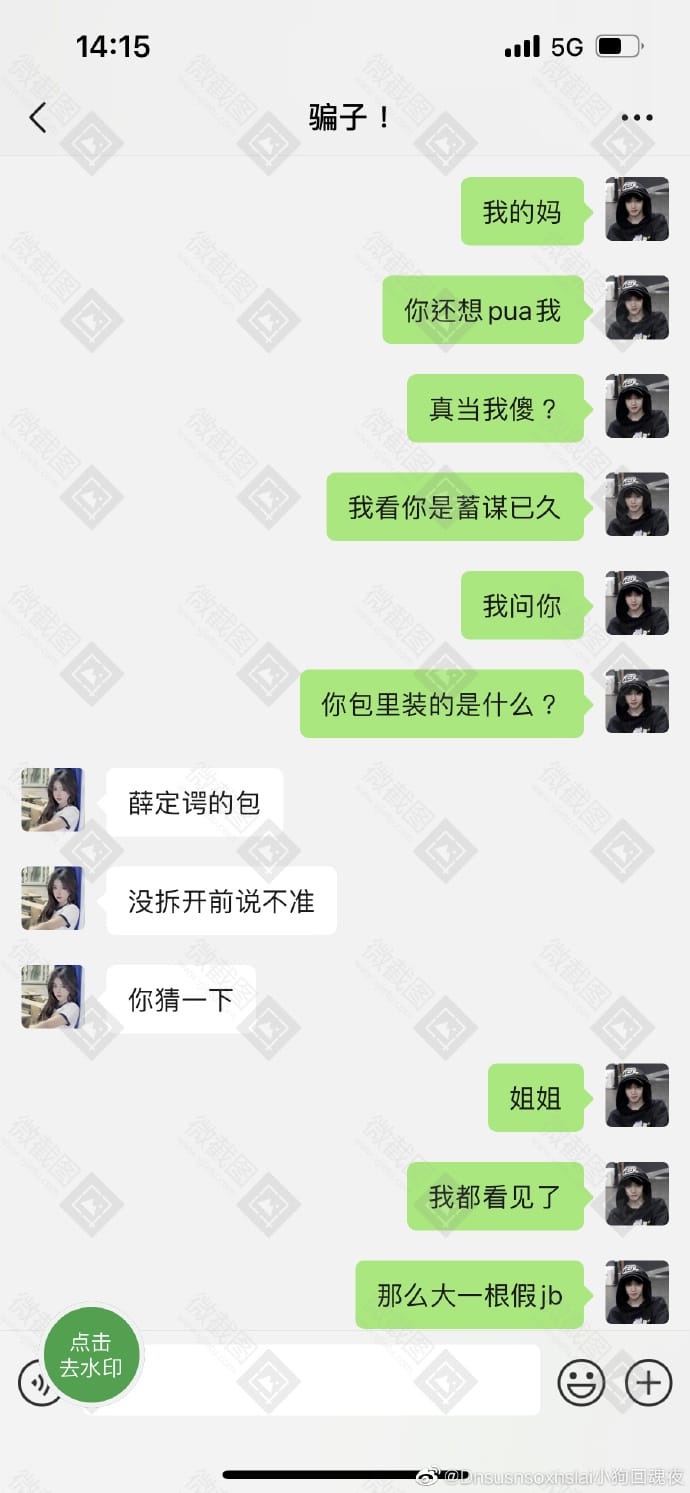 14:15
5G
骗子！
我的妈
你还想pua我
真当我傻？
我看你是蓄谋已久
我问你
你包里装的是什么？
薛定谔的包
没拆开前说不准
你猜一下
姐姐
我都看见了
那么大一根假jb
点击
去水印
微截图
@Dnsusnsoxnslai小狗回魂夜